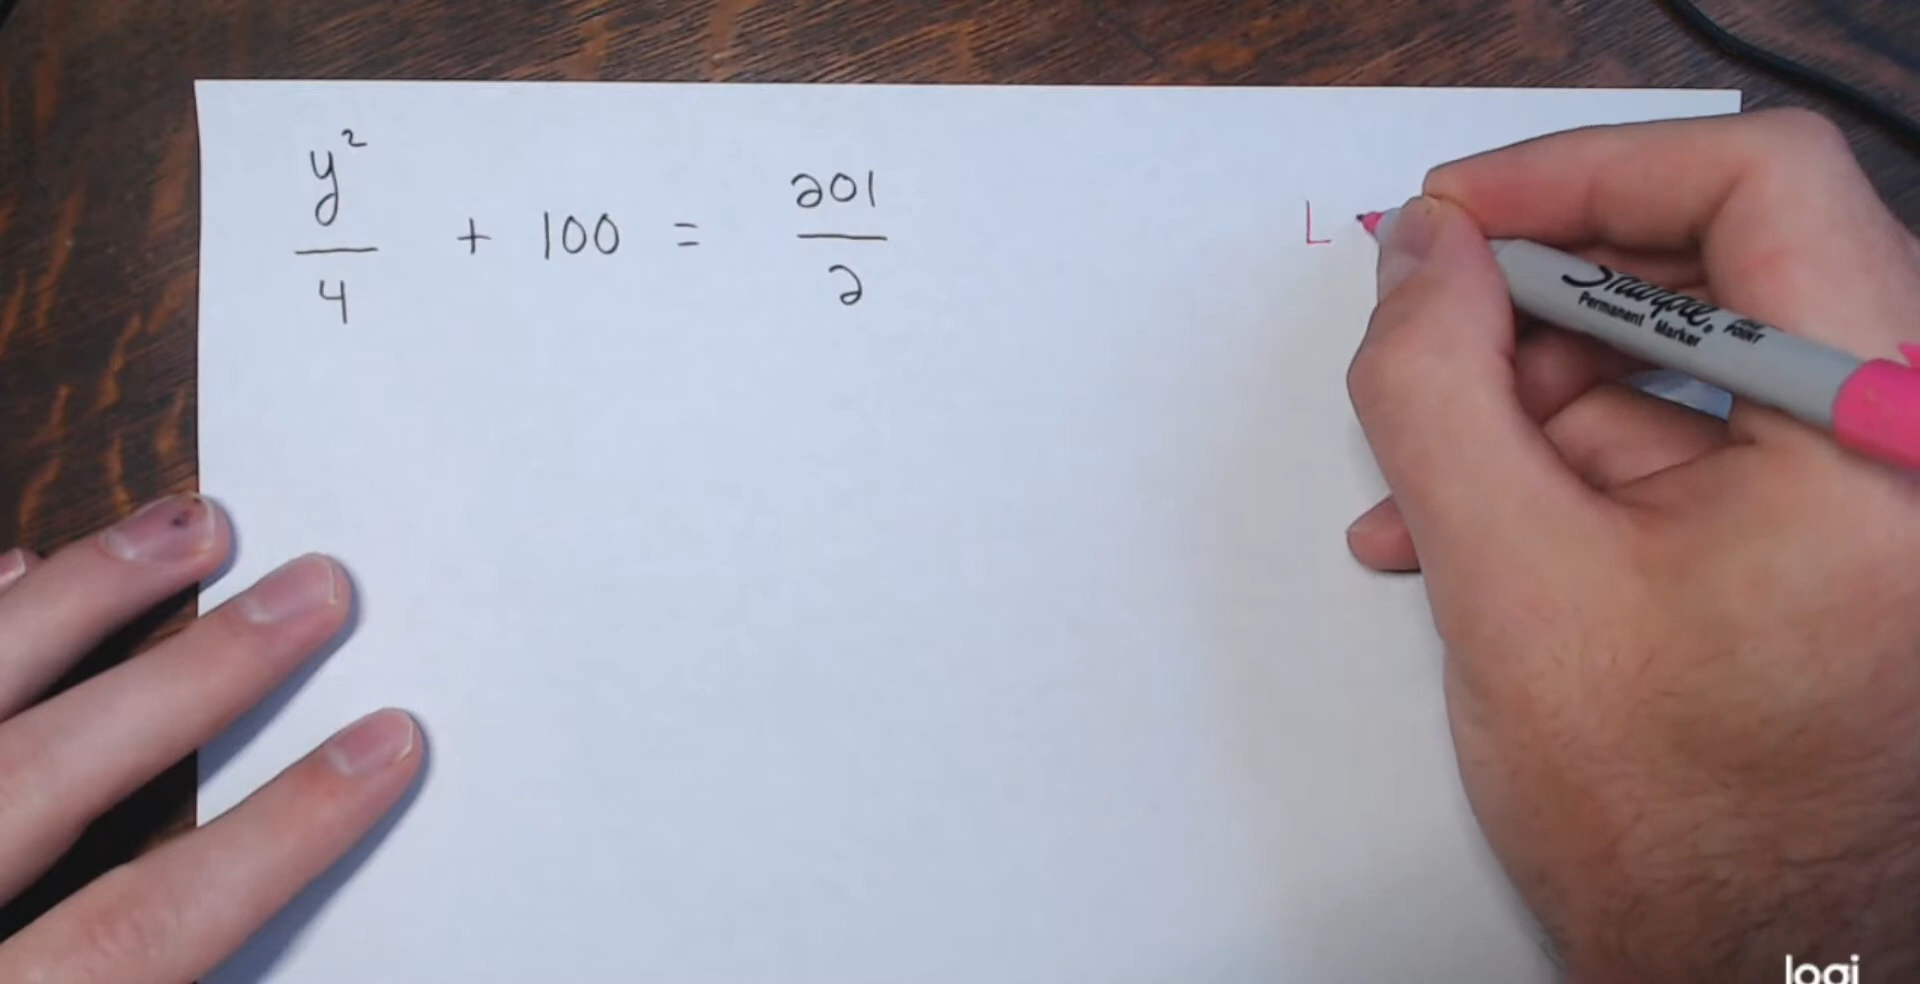 y²/4 + 100 = 201/2
L
Sharpie.
FINE POINT
Permanent Marker
logi